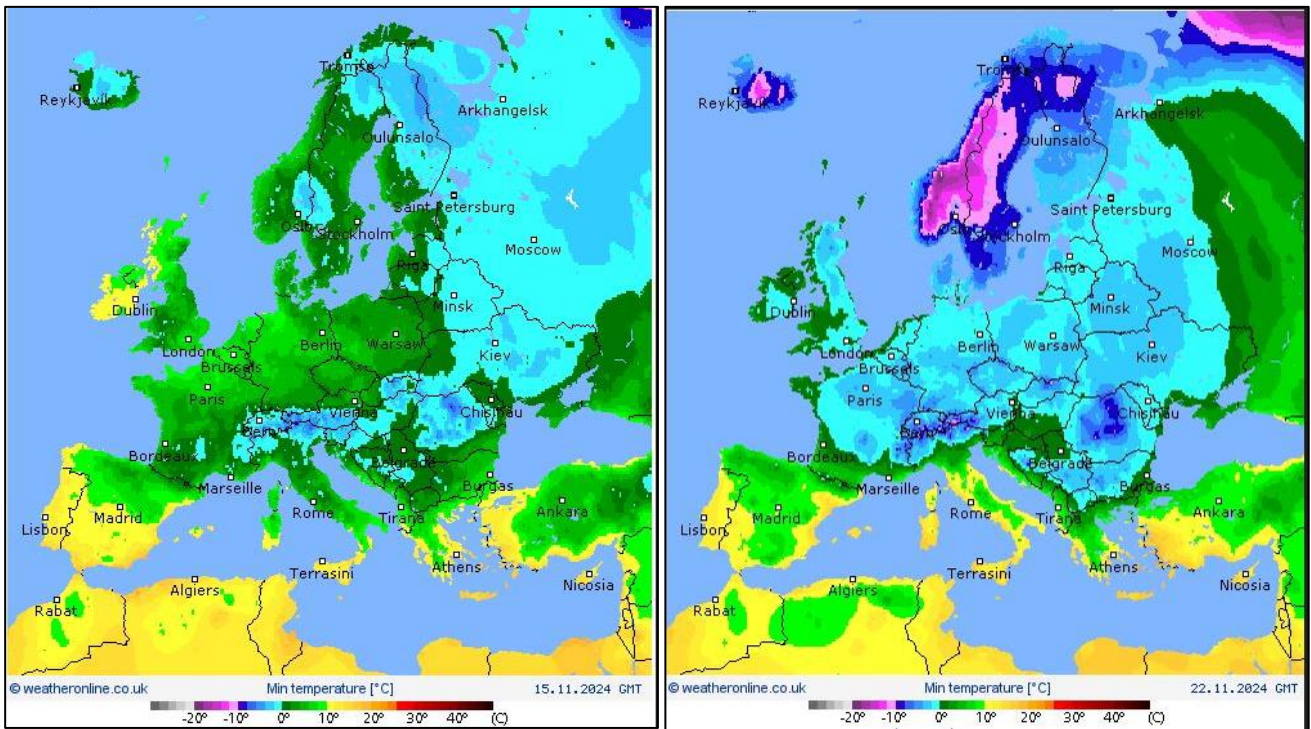 Tromsø
Reykjavik
Arkhangelsk
Oulunsalo
Saint Petersburg
Oslo
Stockholm
Moscow
Riga
Dublin
Minsk
London
Berlin
Warsaw
Kiev
Brussels
Paris
Vienna
Chisinau
Bern
Bordeaux
Belgrade
Marseille
Burgas
Rome
Tirana
Ankara
Madrid
Lisbon
Athens
Terrasini
Nicosia
Algiers
Rabat
© weatheronline.co.uk Min temperature [°C] 15.11.2024 GMT
-20° -10° 0° 10° 20° 30° 40° (C)
Tromsø
Reykjavik
Arkhangelsk
Oulunsalo
Saint Petersburg
Oslo
Stockholm
Moscow
Riga
Dublin
Minsk
London
Berlin
Warsaw
Kiev
Brussels
Paris
Vienna
Chisinau
Bern
Bordeaux
Belgrade
Marseille
Burgas
Rome
Tirana
Ankara
Madrid
Lisbon
Athens
Terrasini
Nicosia
Algiers
Rabat
© weatheronline.co.uk Min temperature [°C] 22.11.2024 GMT
-20° -10° 0° 10° 20° 30° 40° (C)